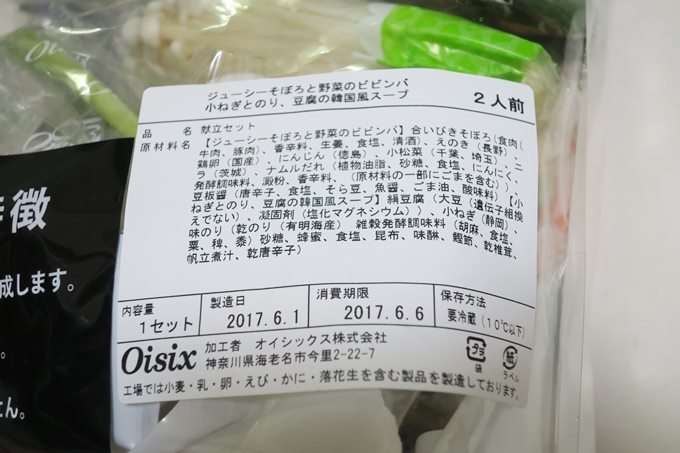 ジューシーそぼろと野菜のビビンバ
小ねぎとのり、豆腐の韓国風スープ
２人前
品　名　献立セット
原材料名　【ジューシーそぼろと野菜のビビンバ】合いびきそぼろ（食肉（
牛肉、豚肉）、香辛料、生姜、食塩、清酒）、えのき（長野）、
鶏卵（国産）、にんじん（徳島）、小松菜（千葉、埼玉）、ニ
ラ（茨城）、ナムルだれ（植物油脂、砂糖、食塩、にんにく、
発酵調味料、澱粉、香辛料、（原材料の一部にごまを含む））、
豆板醤（唐辛子、食塩、そら豆、魚醤、ごま油、酸味料）【小
ねぎとのり、豆腐の韓国風スープ】絹豆腐（大豆（遺伝子組換
えでない）、凝固剤（塩化マグネシウム））、小ねぎ（静岡）、
味のり（乾のり（有明海産）　雑穀発酵調味料（胡麻、食塩、
粟、稗、黍）砂糖、蜂蜜、食塩、昆布、味醂、鰹節、乾椎茸、
帆立煮汁、乾唐辛子）
内容量　製造日　消費期限　保存方法
１セット　2017.6.1　2017.6.6　要冷蔵（１０℃以下）
Oisix　加工者　オイシックス株式会社
神奈川県海老名市今里2-22-7
プラ　袋　紙　ラベル
工場では小麦・乳・卵・えび・かに・落花生を含む製品を製造しております。
徴
成します。